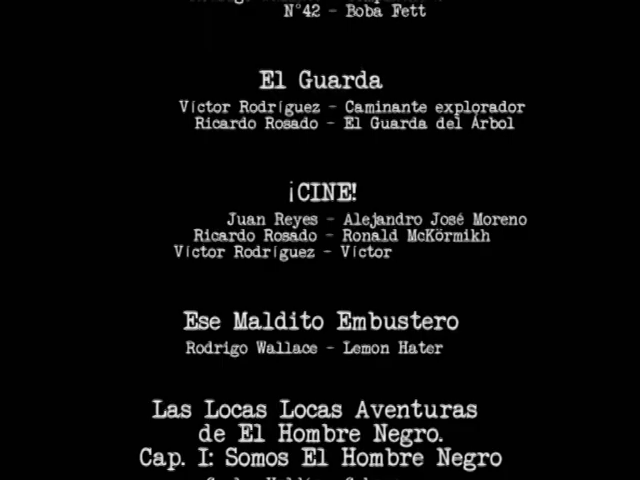 N°42 - Boba Fett
El Guarda
Víctor Rodríguez - Caminante explorador
Ricardo Rosado - El Guarda del Árbol
¡CINE!
Juan Reyes - Alejandro José Moreno
Ricardo Rosado - Ronald McKörmikh
Víctor Rodríguez - Víctor
Ese Maldito Embustero
Rodrigo Wallace - Lemon Hater
Las Locas Locas Aventuras
de El Hombre Negro.
Cap. I: Somos El Hombre Negro